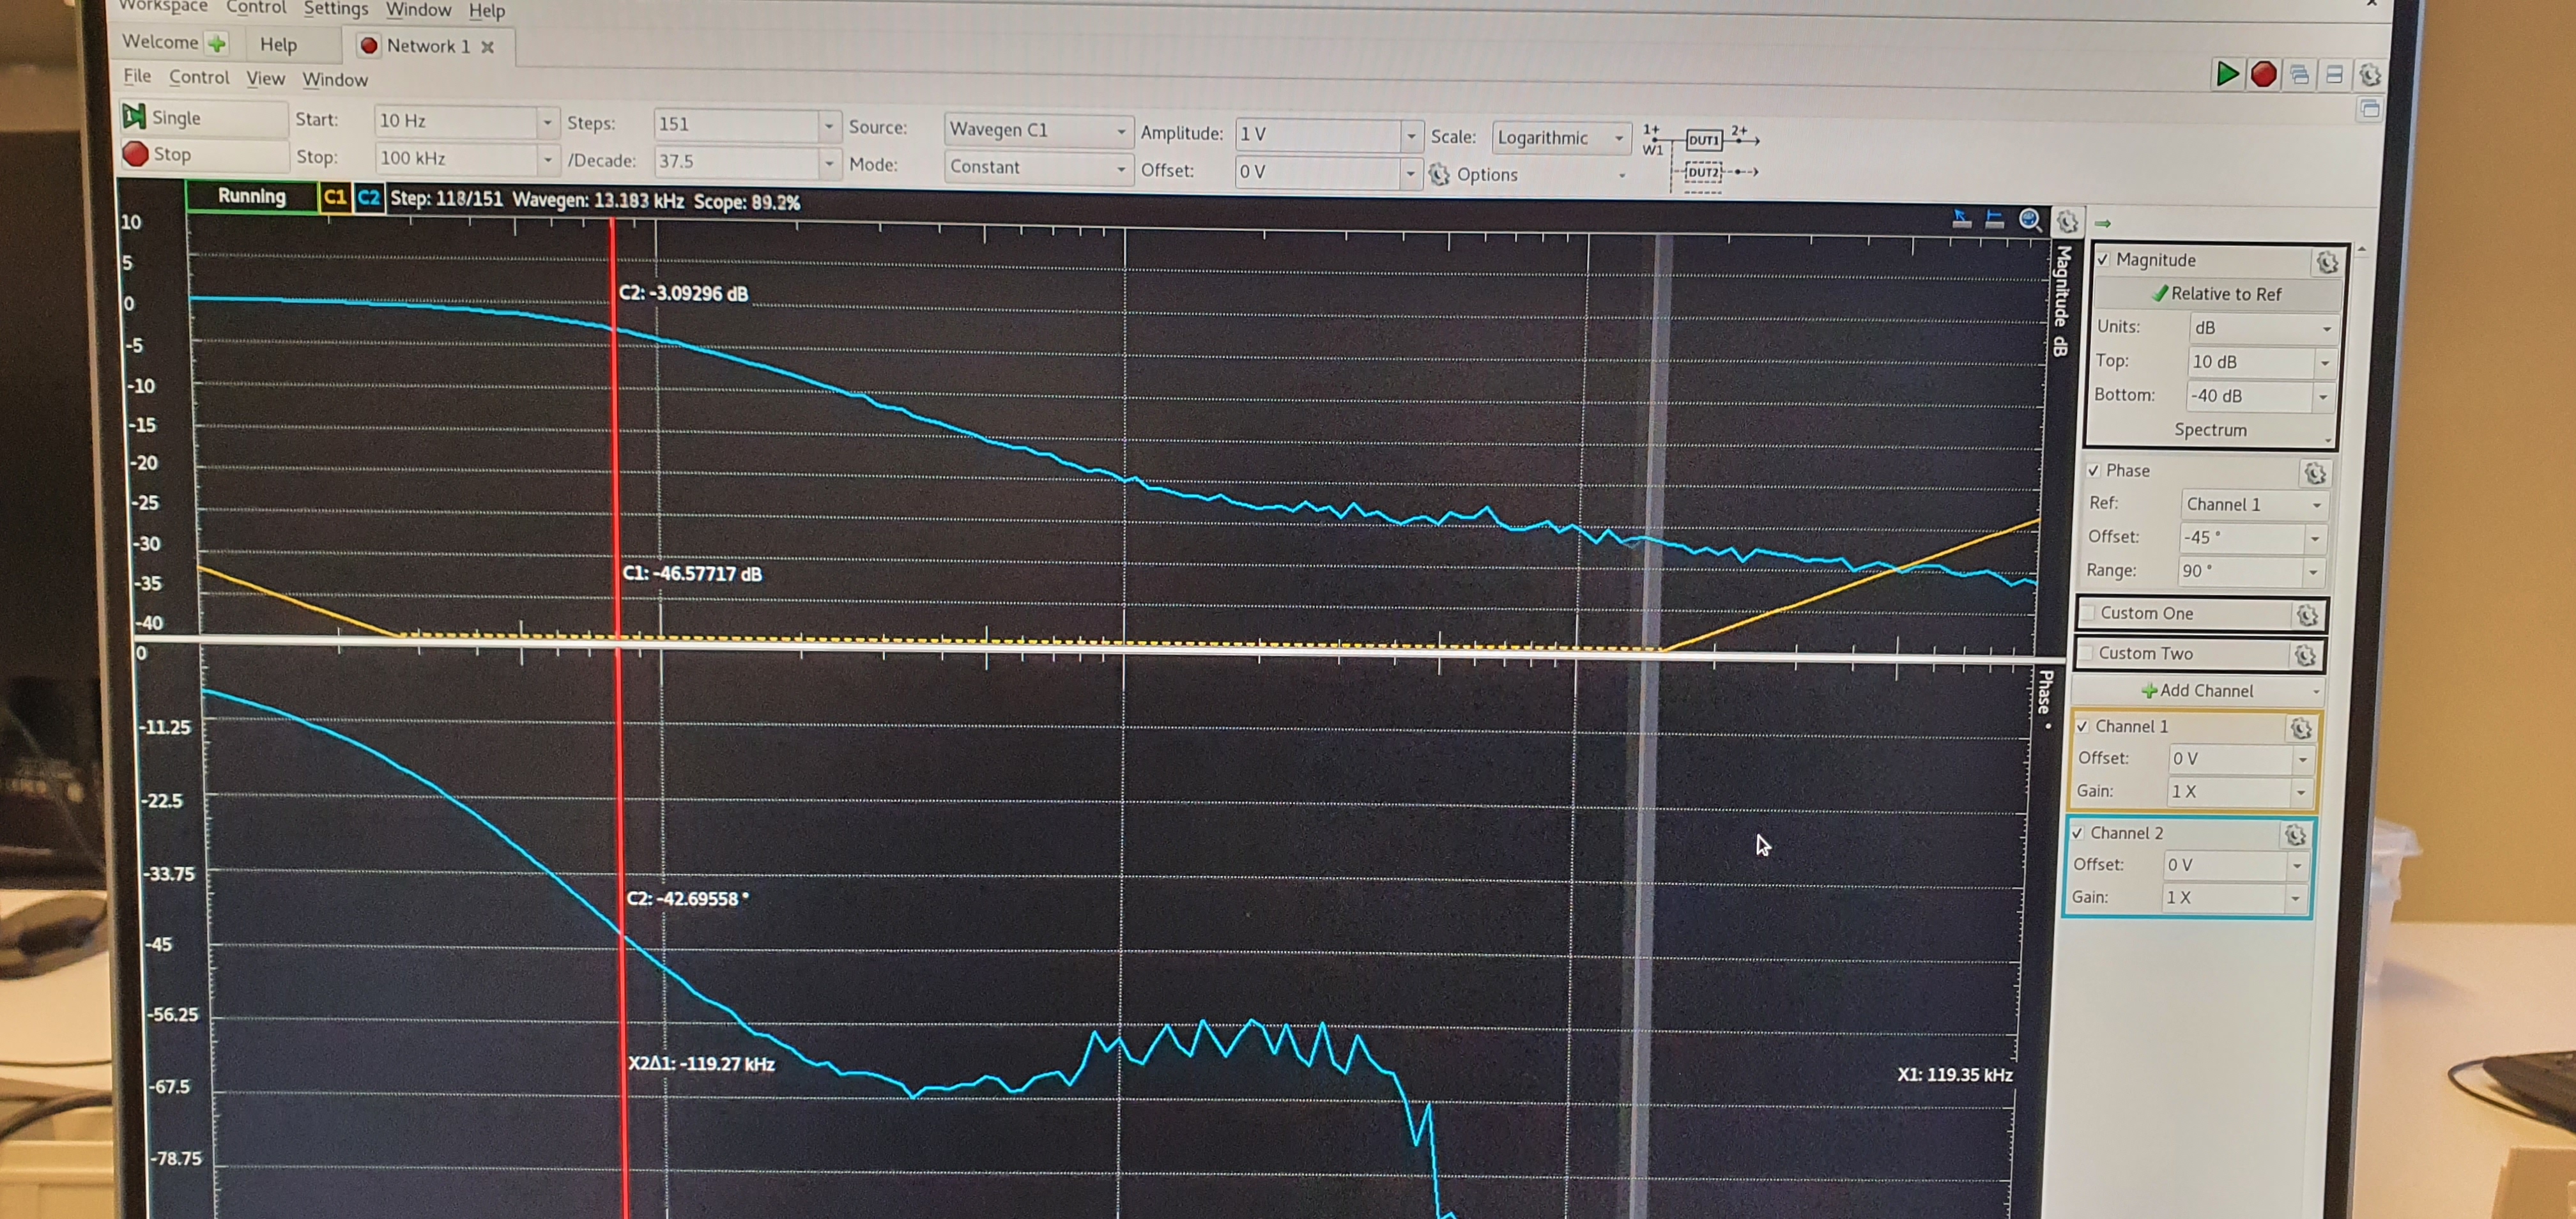 Workspace Control Settings Window Help
Welcome Help Network 1
File Control View Window
Single Start: 10 Hz Steps: 151 Source: Wavegen C1 Amplitude: 1 V Scale: Logarithmic 1+ W1 DUT1 2+
Stop Stop: 100 kHz /Decade: 37.5 Mode: Constant Offset: 0 V Options DUT2
Running C1 C2 Step: 118/151 Wavegen: 13.183 kHz Scope: 89.2%
10
5
0
-5
-10
-15
-20
-25
-30
-35
-40
C2: -3.09296 dB
C1: -46.57717 dB
Magnitude dB
0
-11.25
-22.5
-33.75
-45
-56.25
-67.5
-78.75
C2: -42.69558 °
X2Δ1: -119.27 kHz
X1: 119.35 kHz
Phase °
Magnitude
Relative to Ref
Units: dB
Top: 10 dB
Bottom: -40 dB
Spectrum
Phase
Ref: Channel 1
Offset: -45 °
Range: 90 °
Custom One
Custom Two
Add Channel
Channel 1
Offset: 0 V
Gain: 1 X
Channel 2
Offset: 0 V
Gain: 1 X